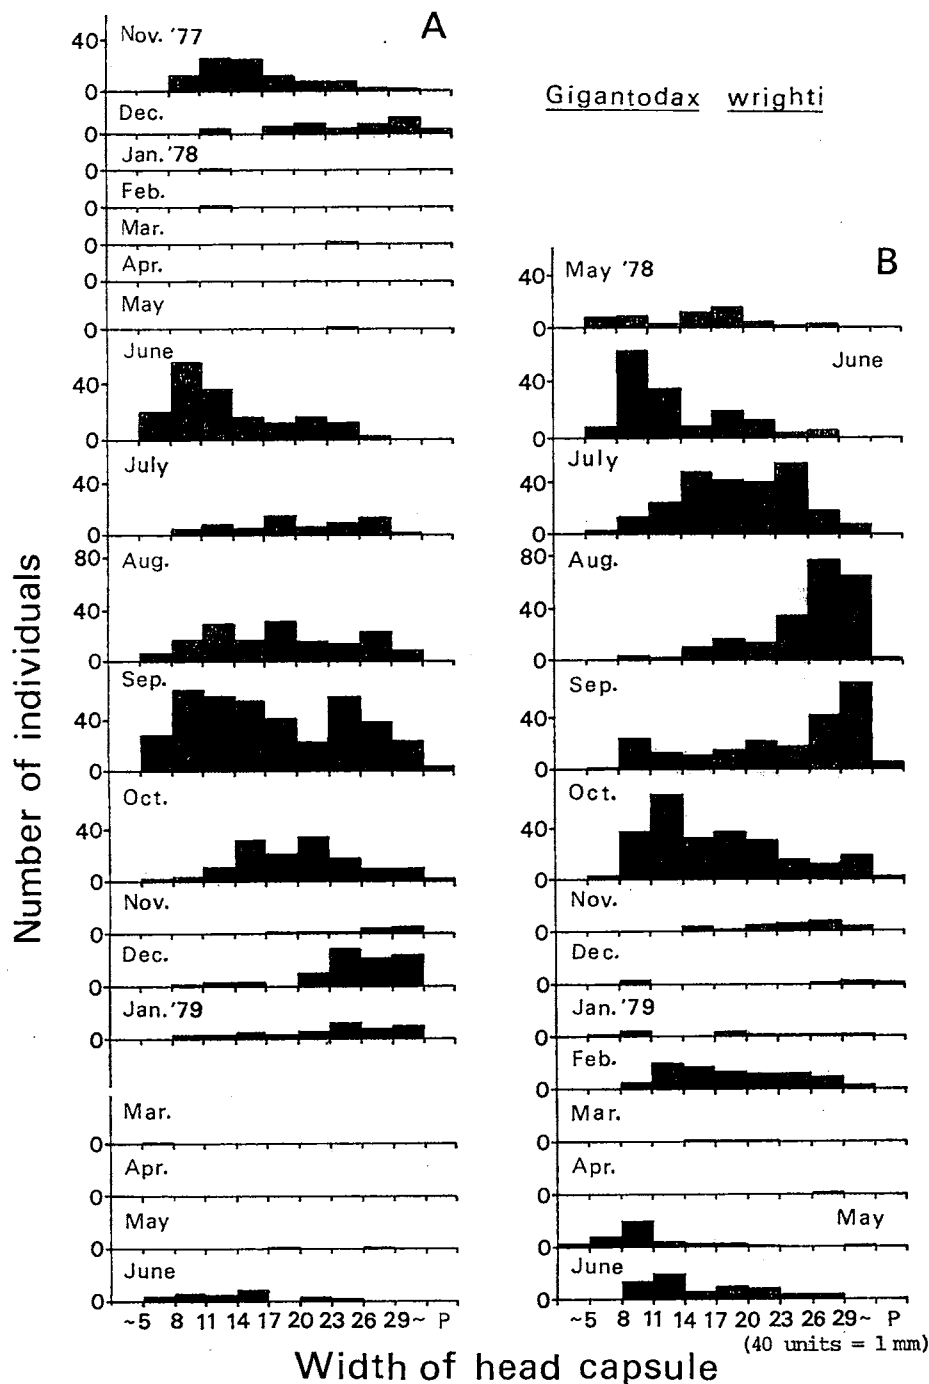 A
Gigantodax wrighti
Number of individuals
40
0
Nov. '77
0
Dec.
0
Jan. '78
0
Feb.
0
Mar.
0
Apr.
0
May
40
0
June
40
0
July
80
40
0
Aug.
40
0
Sep.
40
0
Oct.
0
Nov.
0
Dec.
0
Jan. '79
0
Mar.
0
Apr.
0
May
0
June
~5 8 11 14 17 20 23 26 29~ P
B
40
0
May '78
40
0
June
40
0
July
80
40
0
Aug.
40
0
Sep.
40
0
Oct.
0
Nov.
0
Dec.
0
Jan. '79
0
Feb.
0
Mar.
0
Apr.
0
May
0
June
~5 8 11 14 17 20 23 26 29~ P
(40 units = 1 mm)
Width of head capsule